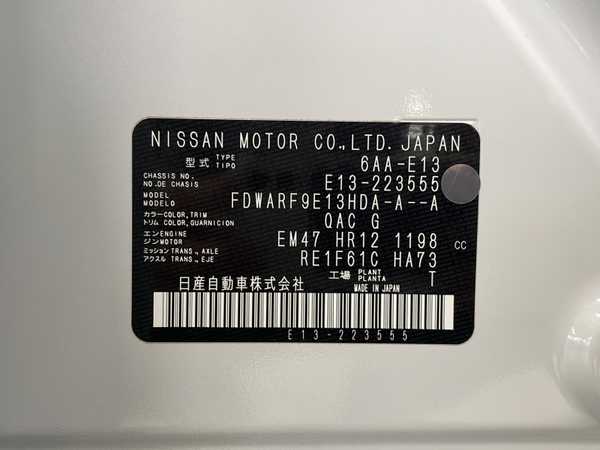 NISSAN MOTOR CO.,LTD. JAPAN
型式 TYPE TIPO 6AA-E13
CHASSIS NO. NO.DE CHASIS E13-223555
MODEL MODELO FDWARF9E13HDA-A--A
カラー COLOR, TRIM トリム COLOR, GUARNICION QAC G
エンジン ENGINE MOTOR EM47 HR12 1198 CC
ミッション TRANS., AXLE アクスル TRANS., EJE RE1F61C HA73
工場 PLANT PLANTA T
日産自動車株式会社 MADE IN JAPAN
E13-223555